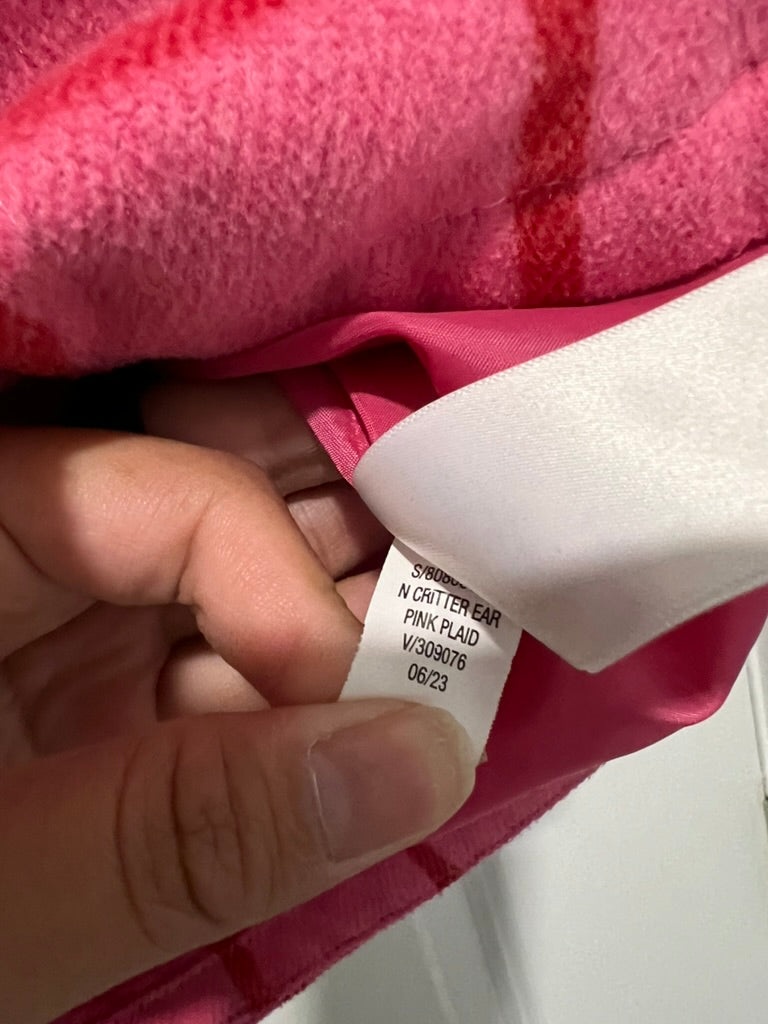 N CRITTER EAR
PINK PLAID
V/309076
06/23